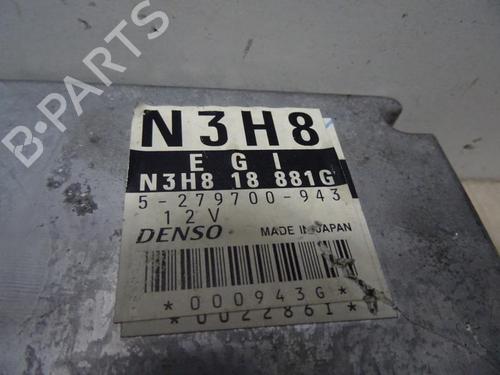 N3H8
EGI
N3H8 18 881G
5-279700-943
12V
DENSO MADE IN JAPAN
*000943G*
*0022861*
B-PARTS